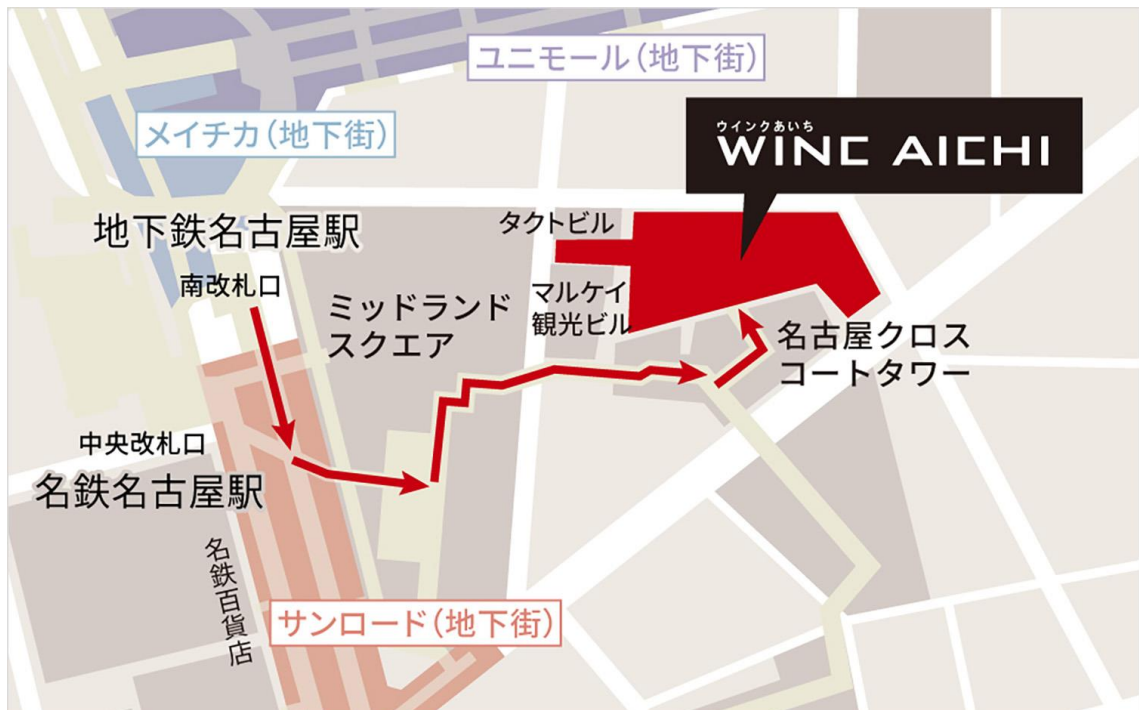 ユニモール（地下街）
メイチカ（地下街）
ウインクあいち
WINC AICHI
地下鉄名古屋駅
南改札口
タクトビル
ミッドランド
スクエア
マルケイ
観光ビル
名古屋クロス
コートタワー
中央改札口
名鉄名古屋駅
名鉄百貨店
サンロード（地下街）